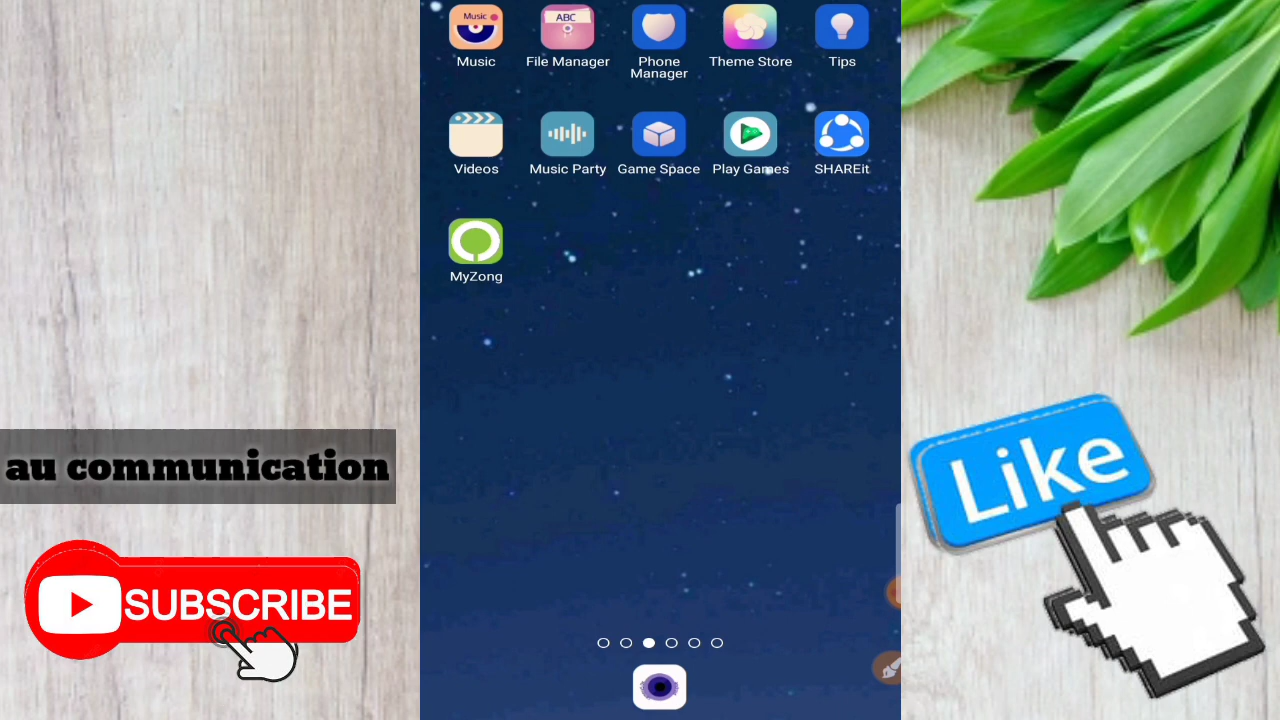 Music
ABC
Music
File Manager
Phone
Manager
Theme Store
Tips
Videos
Music Party
Game Space
Play Games
SHAREit
MyZong
au communication
SUBSCRIBE
Like